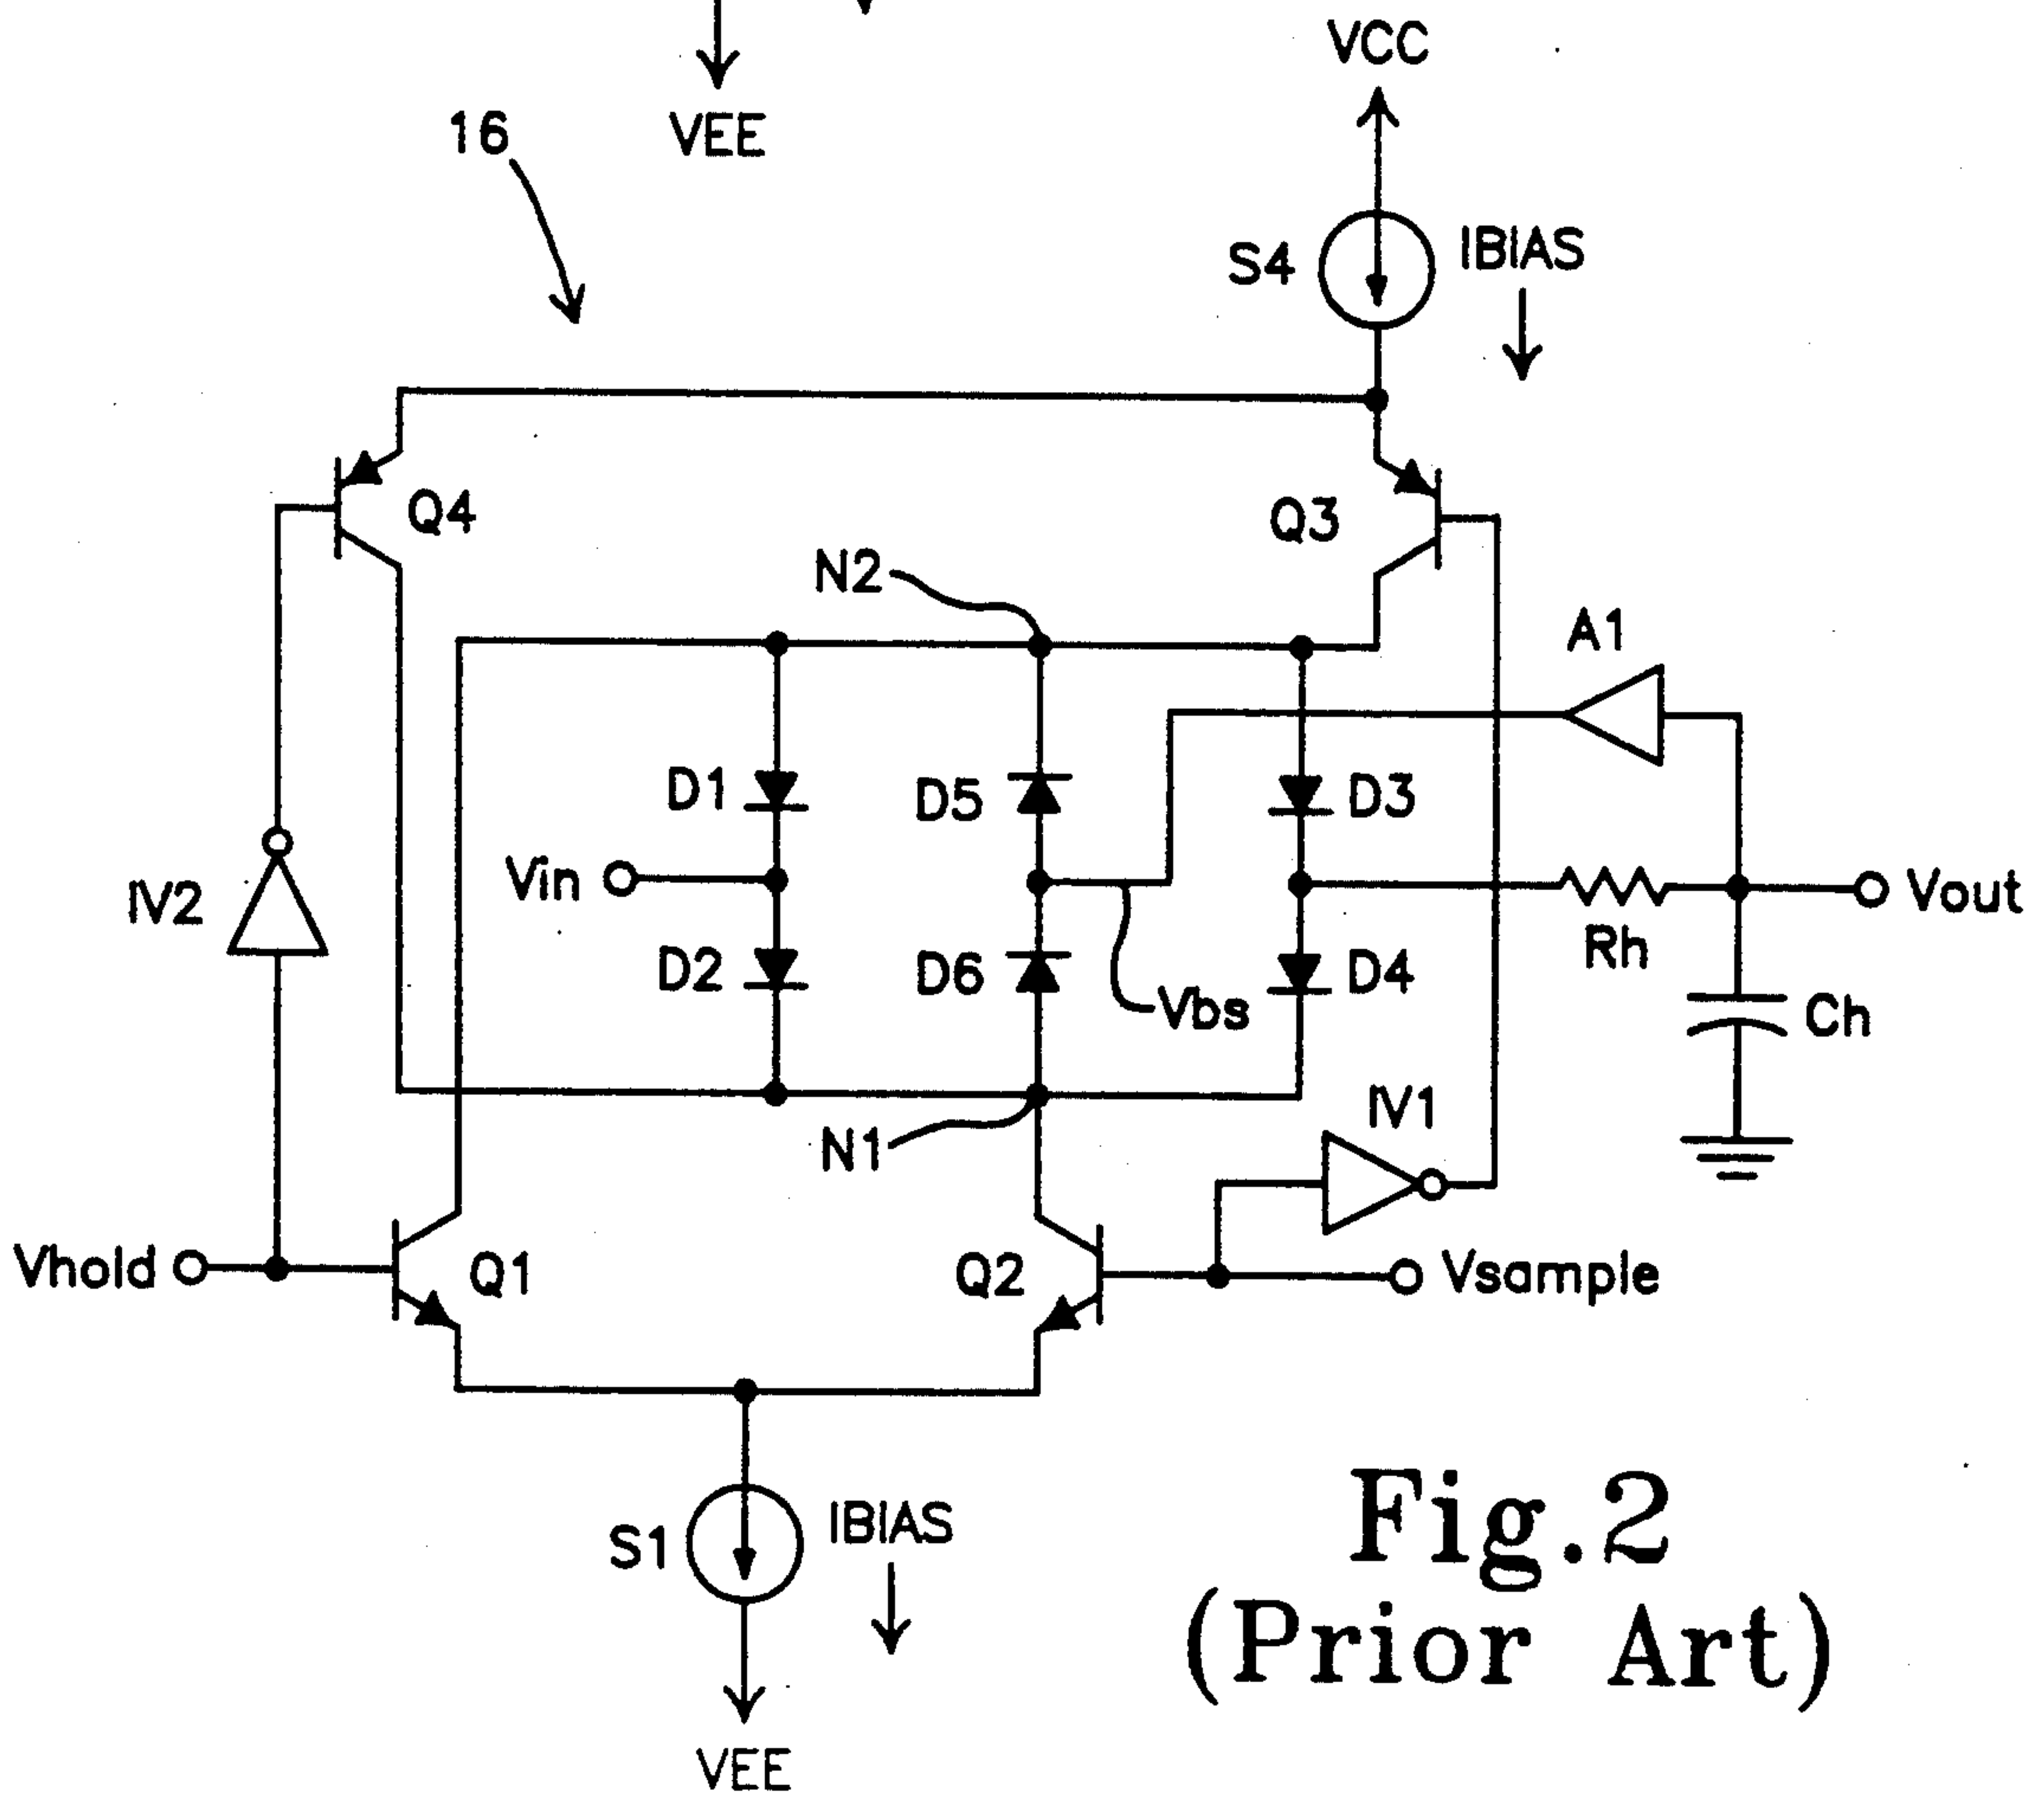 VCC
16
VEE
S4
IBIAS
Q4
Q3
N2
A1
D1
D5
D3
Vin
IV2
Vout
Rh
D2
D6
D4
Vbs
Ch
IV1
N1
Vhold
Q1
Q2
Vsample
S1
IBIAS
VEE
Fig.2
(Prior Art)